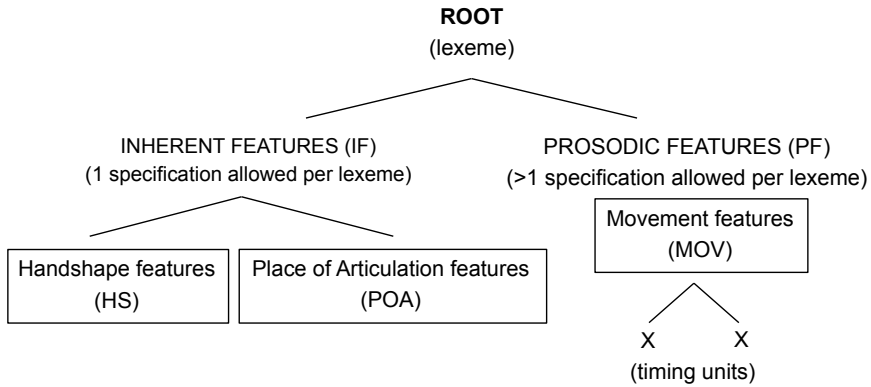 ROOT
(lexeme)
INHERENT FEATURES (IF)
(1 specification allowed per lexeme)
PROSODIC FEATURES (PF)
(>1 specification allowed per lexeme)
Handshape features
(HS)
Place of Articulation features
(POA)
Movement features
(MOV)
X X
(timing units)